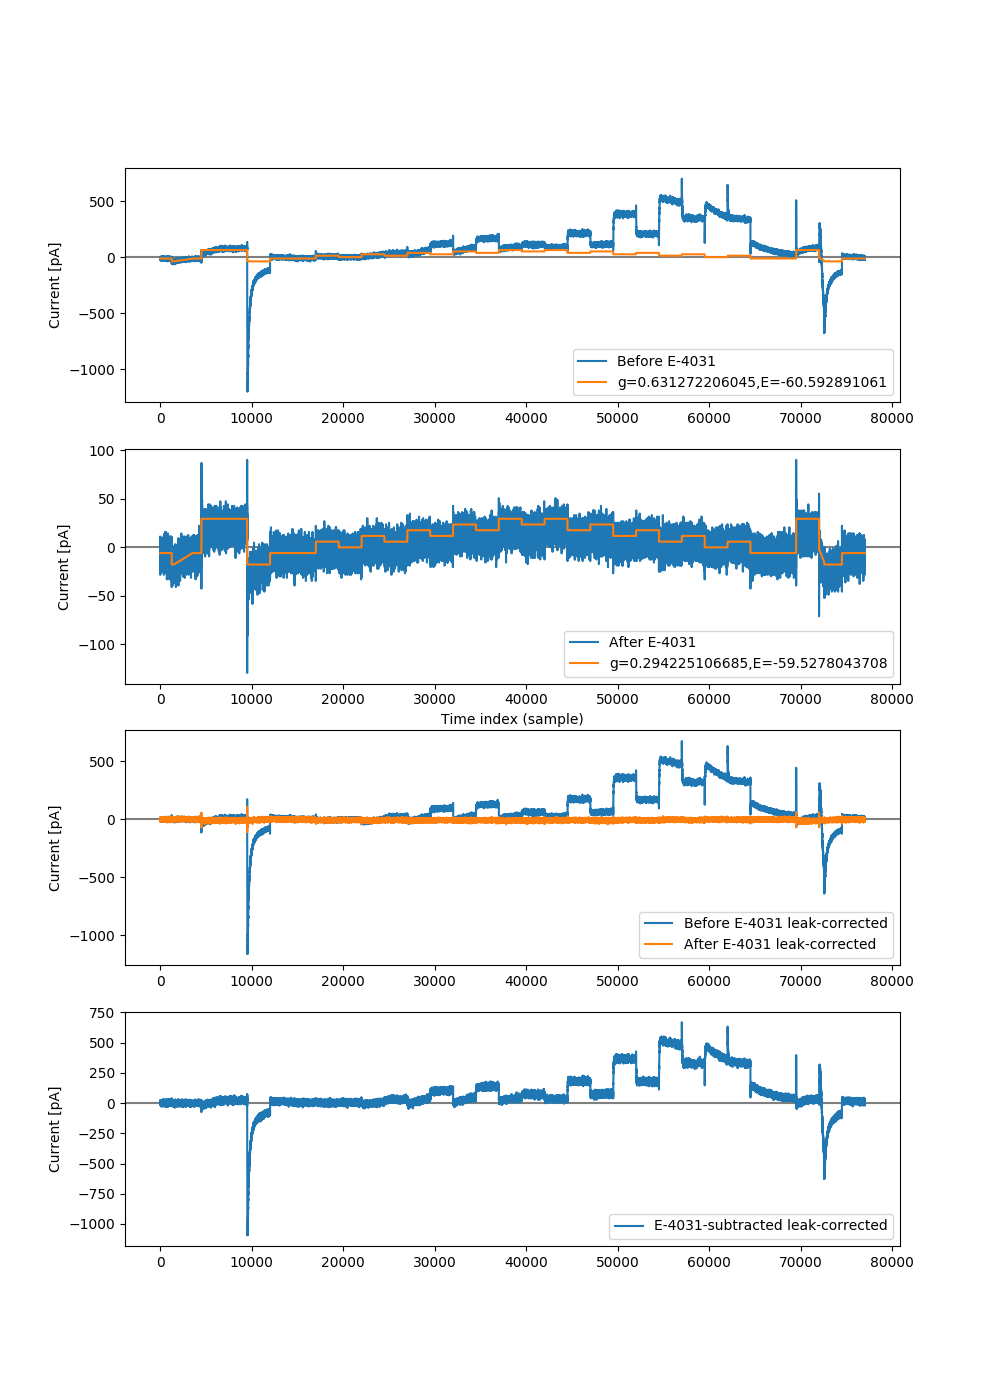 500
0
−500
−1000
Current [pA]
Before E-4031
g=0.631272206045,E=-60.592891061
0 10000 20000 30000 40000 50000 60000 70000 80000
100
50
0
−50
−100
Current [pA]
After E-4031
g=0.294225106685,E=-59.5278043708
0 10000 20000 30000 40000 50000 60000 70000 80000
Time index (sample)
500
0
−500
−1000
Current [pA]
Before E-4031 leak-corrected
After E-4031 leak-corrected
0 10000 20000 30000 40000 50000 60000 70000 80000
750
500
250
0
−250
−500
−750
−1000
Current [pA]
E-4031-subtracted leak-corrected
0 10000 20000 30000 40000 50000 60000 70000 80000